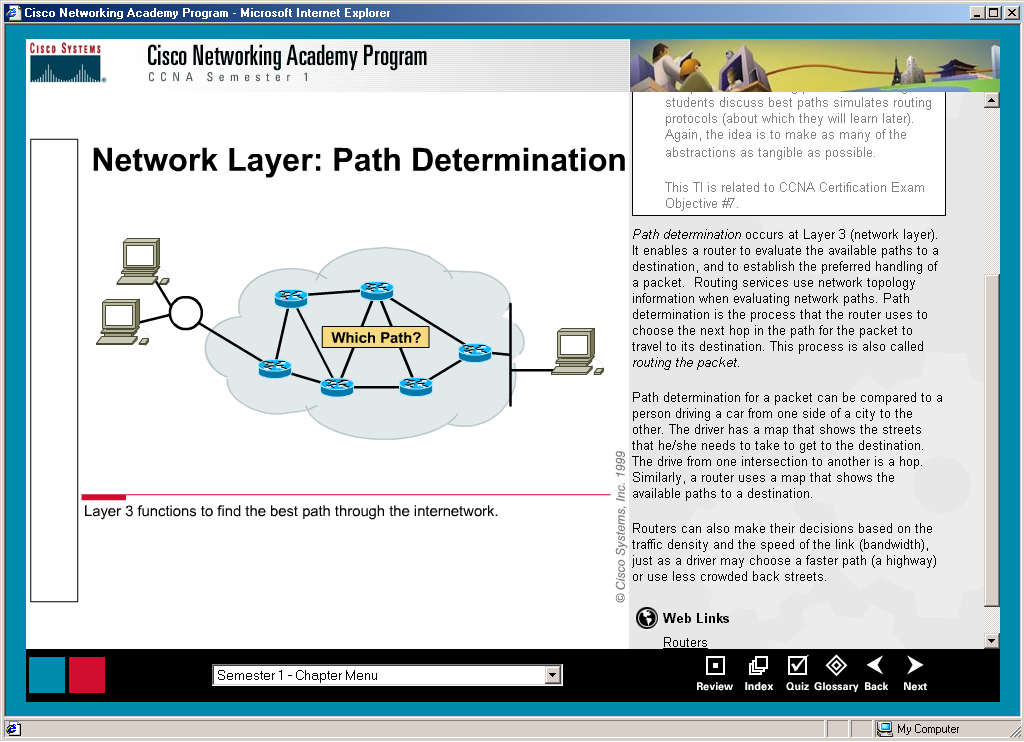 Cisco Networking Academy Program - Microsoft Internet Explorer
CISCO SYSTEMS
Cisco Networking Academy Program
CCNA Semester 1
students discuss best paths simulates routing
protocols (about which they will learn later).
Again, the idea is to make as many of the
abstractions as tangible as possible.
This TI is related to CCNA Certification Exam
Objective #7.
Network Layer: Path Determination
Which Path?
Layer 3 functions to find the best path through the internetwork.
© Cisco Systems, Inc. 1999
Path determination occurs at Layer 3 (network layer).
It enables a router to evaluate the available paths to a
destination, and to establish the preferred handling of
a packet.  Routing services use network topology
information when evaluating network paths. Path
determination is the process that the router uses to
choose the next hop in the path for the packet to
travel to its destination. This process is also called
routing the packet.
Path determination for a packet can be compared to a
person driving a car from one side of a city to the
other. The driver has a map that shows the streets
that he/she needs to take to get to the destination.
The drive from one intersection to another is a hop.
Similarly, a router uses a map that shows the
available paths to a destination.
Routers can also make their decisions based on the
traffic density and the speed of the link (bandwidth),
just as a driver may choose a faster path (a highway)
or use less crowded back streets.
Web Links
Routers
Semester 1 - Chapter Menu
Review Index Quiz Glossary Back Next
My Computer